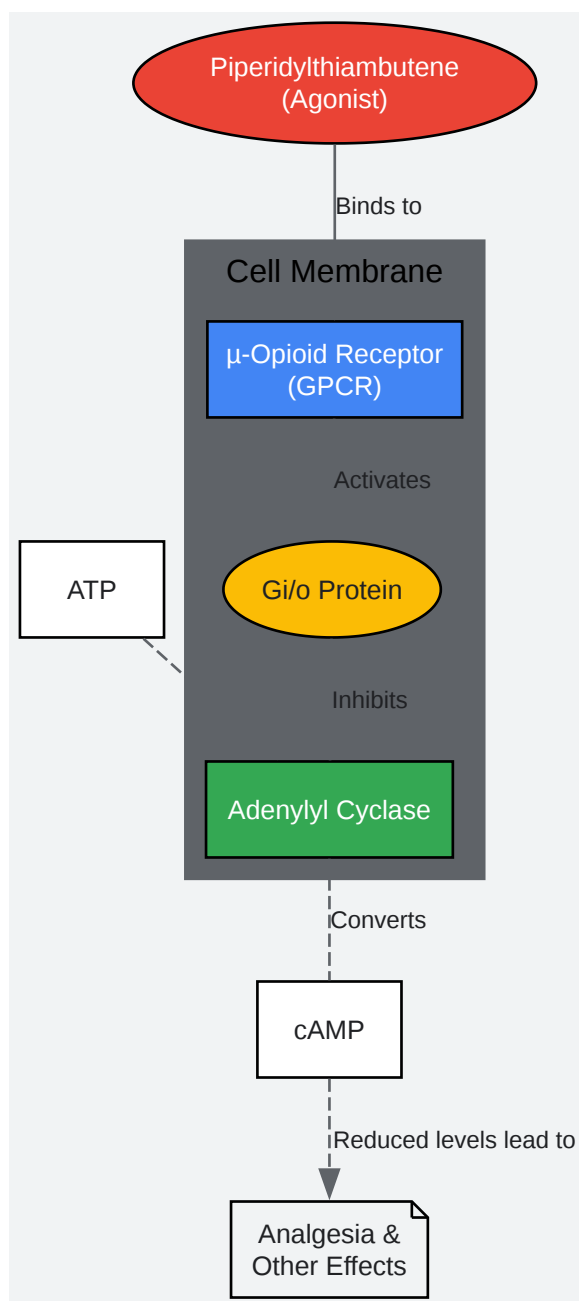 Piperidylthiambutene
(Agonist)
Binds to
Cell Membrane
µ-Opioid Receptor
(GPCR)
Activates
ATP
Gi/o Protein
Inhibits
Adenylyl Cyclase
Converts
cAMP
Reduced levels lead to
Analgesia &
Other Effects